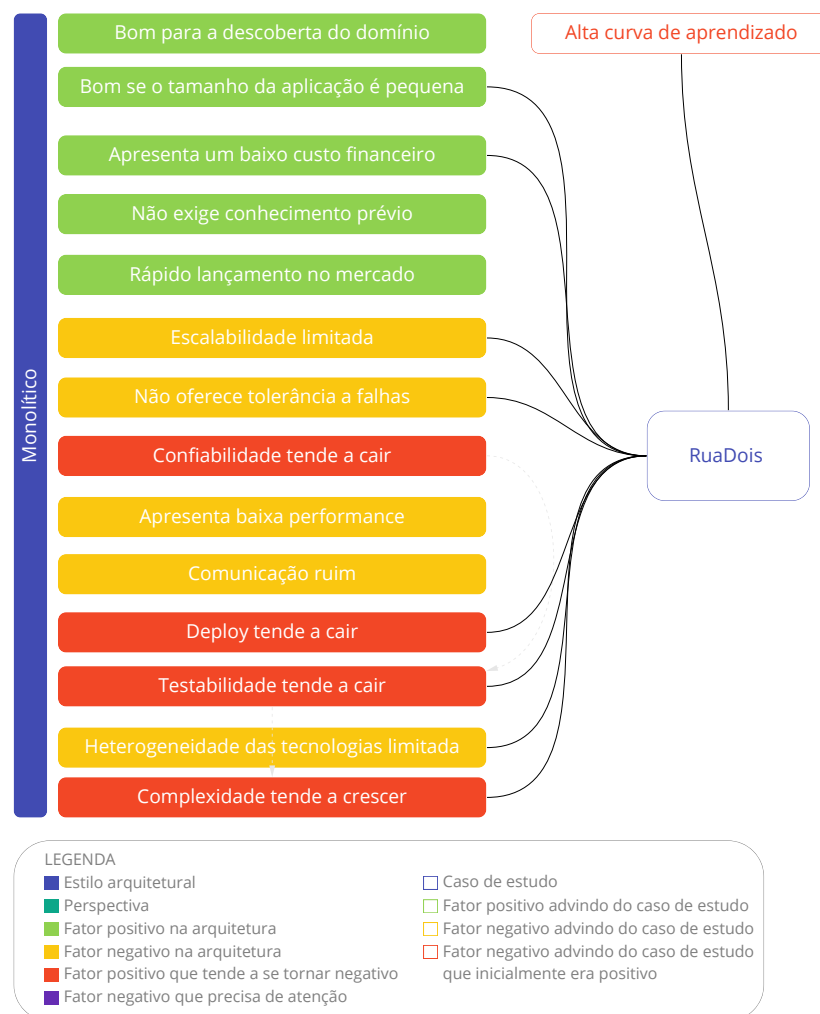 Monolítico
Bom para a descoberta do domínio
Bom se o tamanho da aplicação é pequena
Apresenta um baixo custo financeiro
Não exige conhecimento prévio
Rápido lançamento no mercado
Escalabilidade limitada
Não oferece tolerância a falhas
Confiabilidade tende a cair
Apresenta baixa performance
Comunicação ruim
Deploy tende a cair
Testabilidade tende a cair
Heterogeneidade das tecnologias limitada
Complexidade tende a crescer
Alta curva de aprendizado
RuaDois
LEGENDA
Estilo arquitetural
Perspectiva
Fator positivo na arquitetura
Fator negativo na arquitetura
Fator positivo que tende a se tornar negativo
Fator negativo que precisa de atenção
Caso de estudo
Fator positivo advindo do caso de estudo
Fator negativo advindo do caso de estudo
Fator negativo advindo do caso de estudo
que inicialmente era positivo